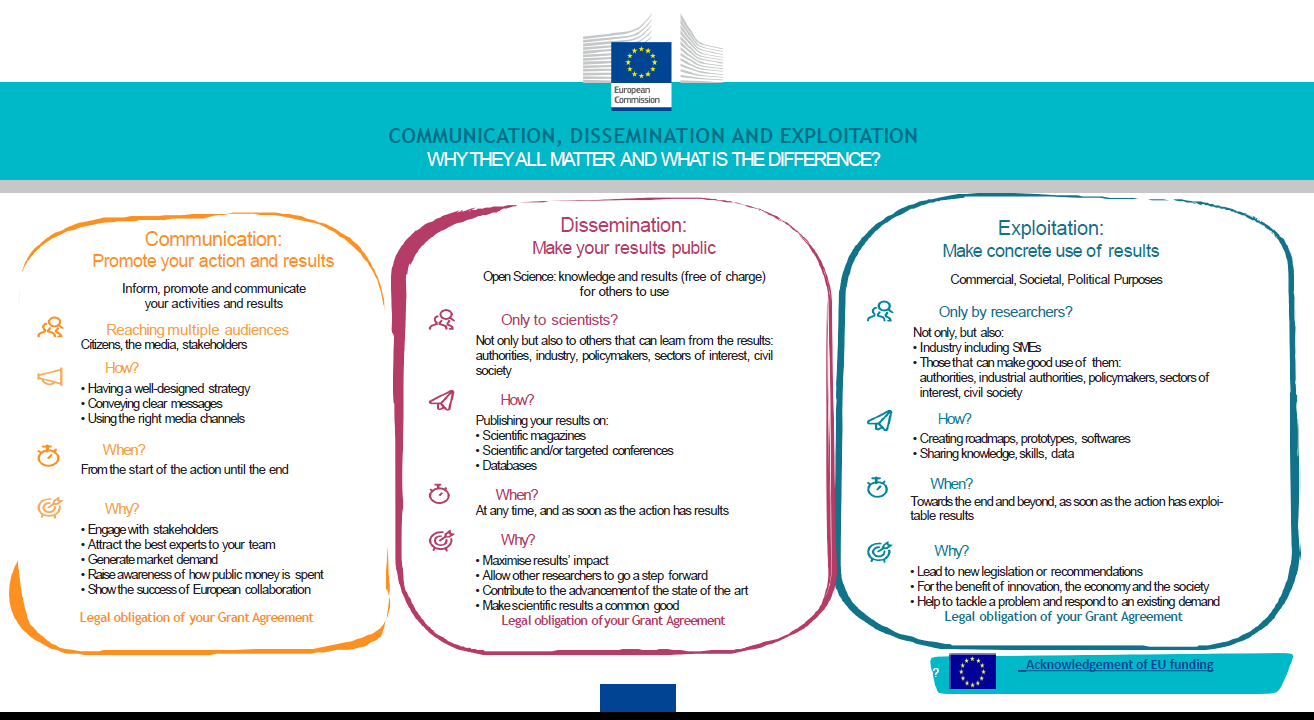 European
Commission
COMMUNICATION, DISSEMINATION AND EXPLOITATION
WHY THEY ALL MATTER AND WHAT IS THE DIFFERENCE?
Communication:
Promote your action and results
Inform, promote and communicate
your activities and results
Reaching multiple audiences
Citizens, the media, stakeholders
How?
• Having a well-designed strategy
• Conveying clear messages
• Using the right media channels
When?
From the start of the action until the end
Why?
• Engage with stakeholders
• Attract the best experts to your team
• Generate market demand
• Raise awareness of how public money is spent
• Show the success of European collaboration
Legal obligation of your Grant Agreement
Dissemination:
Make your results public
Open Science: knowledge and results (free of charge)
for others to use
Only to scientists?
Not only but also to others that can learn from the results:
authorities, industry, policymakers, sectors of interest, civil
society
How?
Publishing your results on:
• Scientific magazines
• Scientific and/or targeted conferences
• Databases
When?
At any time, and as soon as the action has results
Why?
• Maximise results' impact
• Allow other researchers to go a step forward
• Contribute to the advancement of the state of the art
• Make scientific results a common good
Legal obligation of your Grant Agreement
Exploitation:
Make concrete use of results
Commercial, Societal, Political Purposes
Only by researchers?
Not only, but also:
• Industry including SMEs
• Those that can make good use of them:
authorities, industrial authorities, policymakers, sectors of
interest, civil society
How?
• Creating roadmaps, prototypes, softwares
• Sharing knowledge, skills, data
When?
Towards the end and beyond, as soon as the action has exploi-
table results
Why?
• Lead to new legislation or recommendations
• For the benefit of innovation, the economy and the society
• Help to tackle a problem and respond to an existing demand
Legal obligation of your Grant Agreement
? _Acknowledgement of EU funding